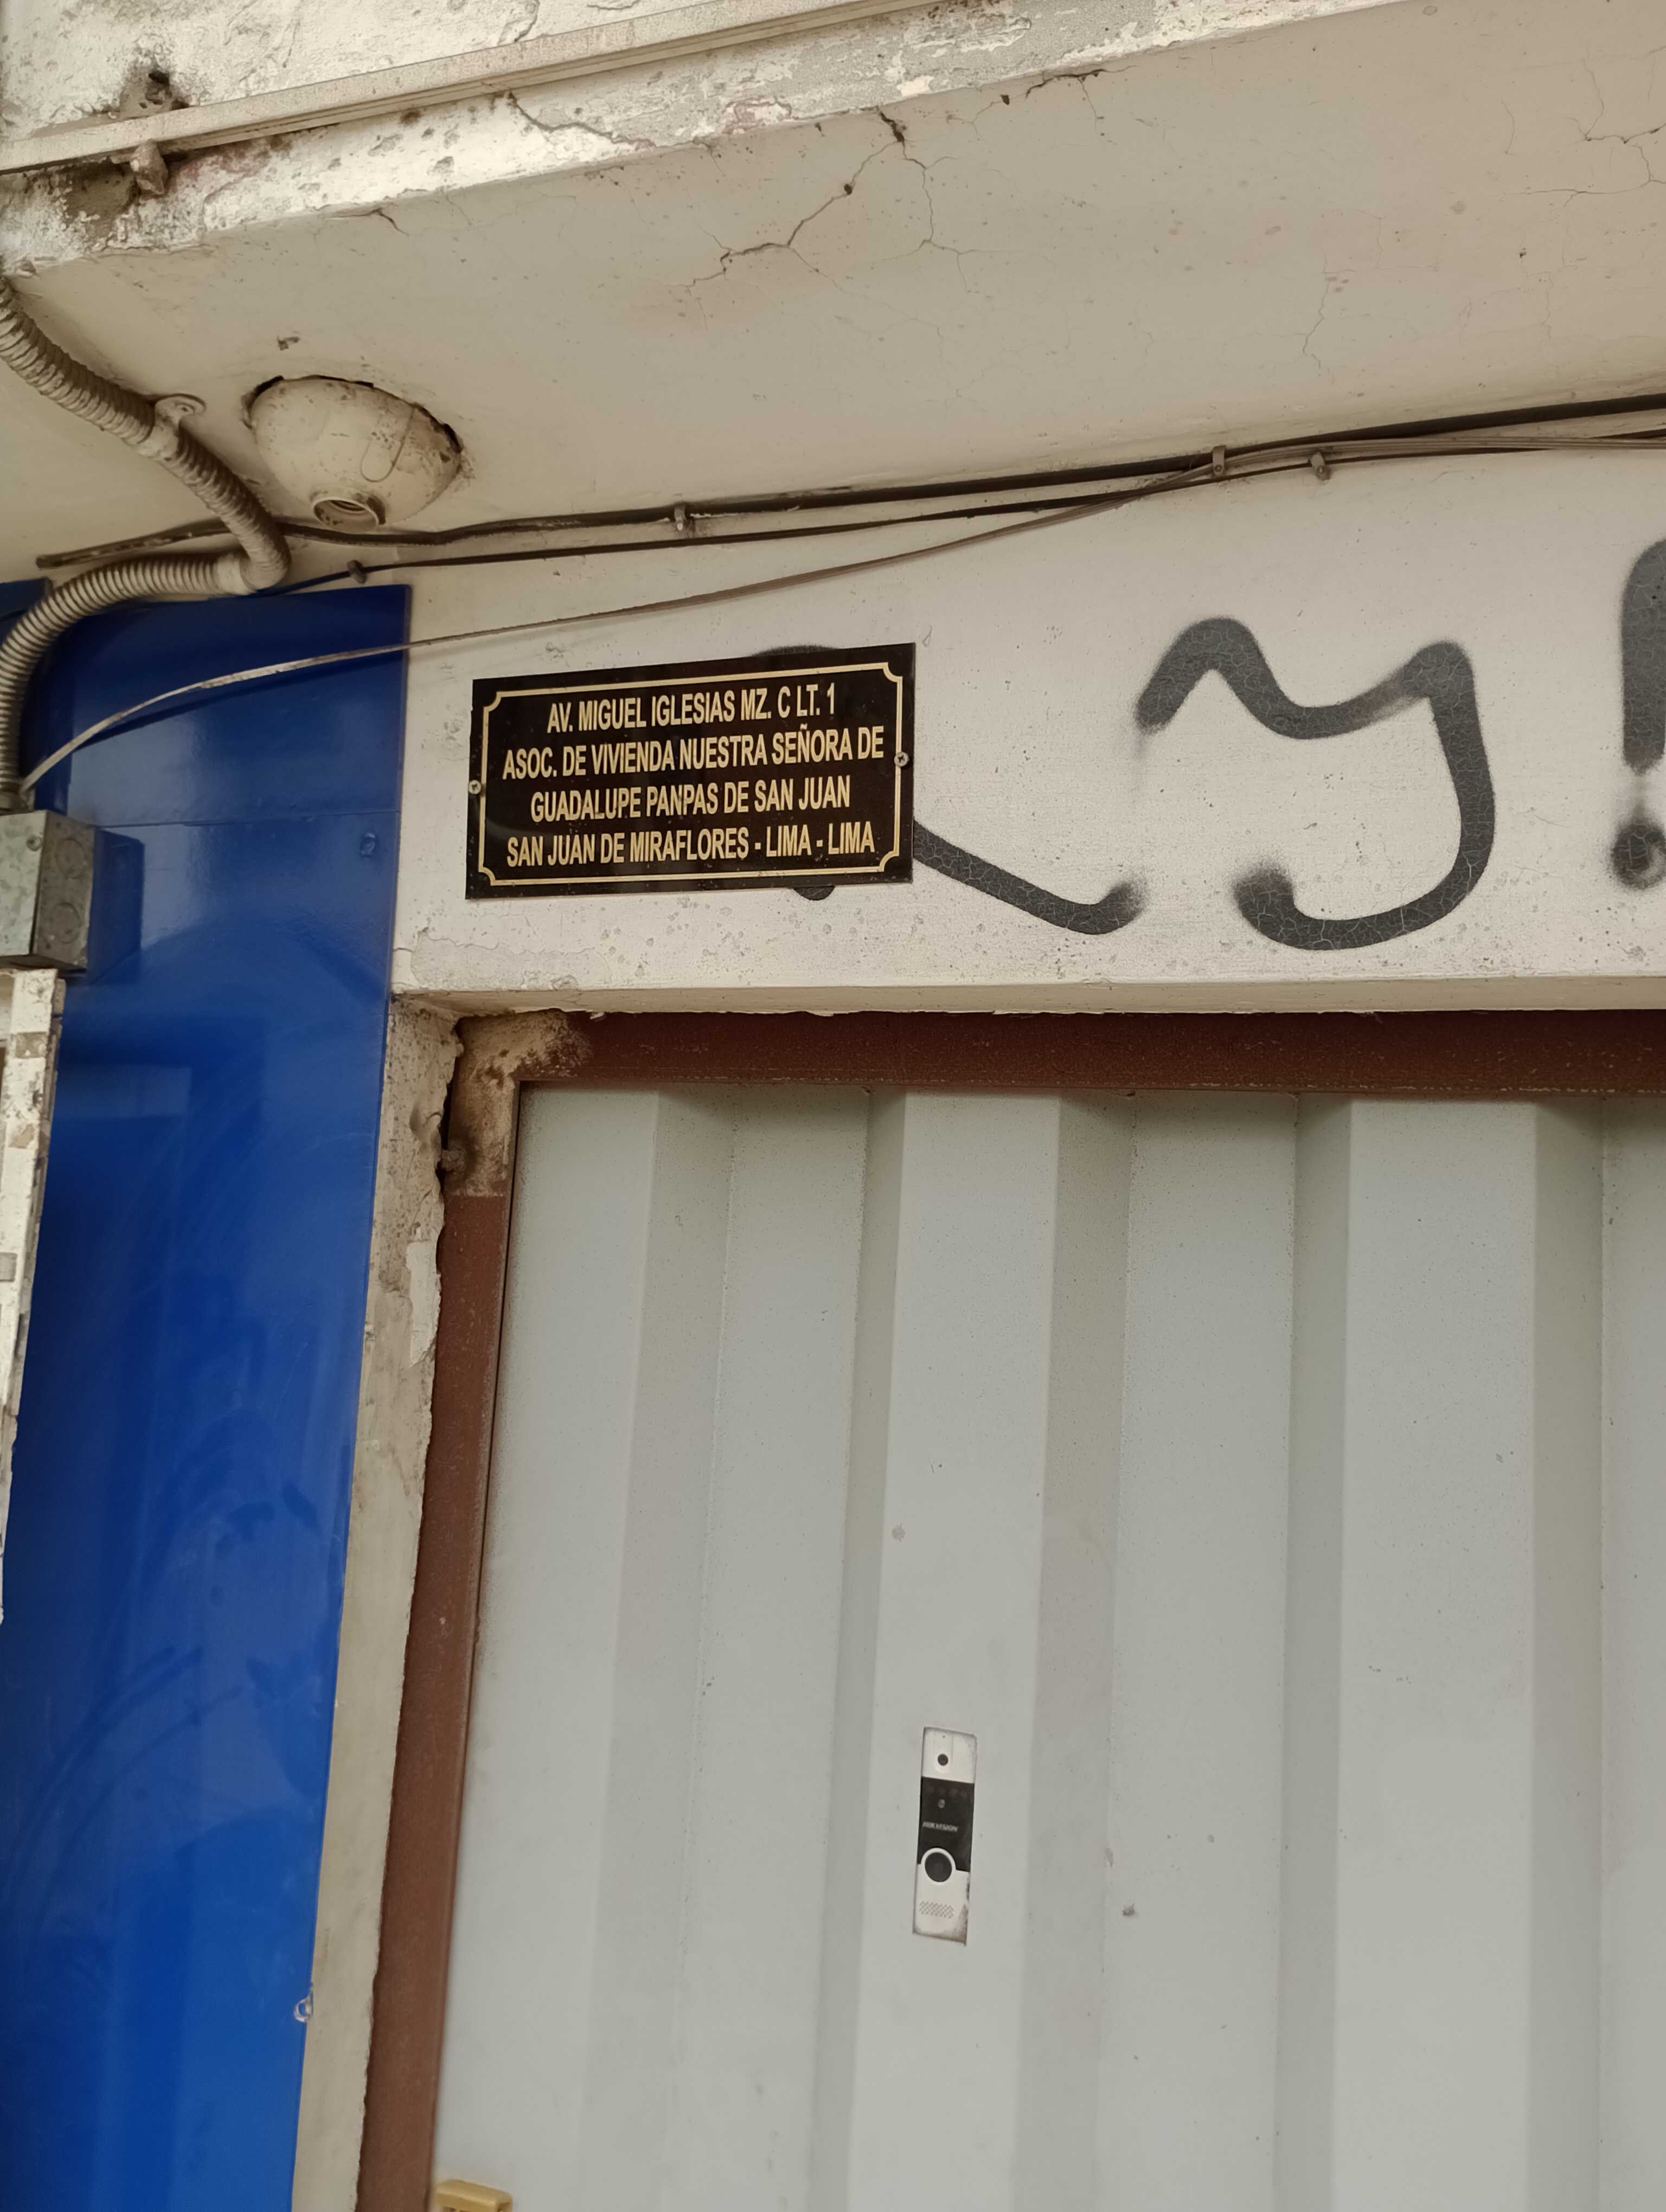 AV. MIGUEL IGLESIAS MZ. C LT. 1
ASOC. DE VIVIENDA NUESTRA SEÑORA DE
GUADALUPE PANPAS DE SAN JUAN
SAN JUAN DE MIRAFLORES - LIMA - LIMA
HIKVISION